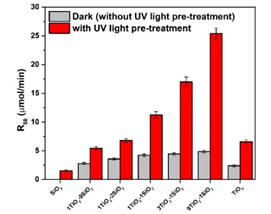 Dark (without UV light pre-treatment)
with UV light pre-treatment
R₅₀ (μmol/min)
30
25
20
15
10
5
0
SiO₂
1TiO₂-9SiO₂
1TiO₂-2SiO₂
1TiO₂-1SiO₂
3TiO₂-1SiO₂
9TiO₂-1SiO₂
TiO₂